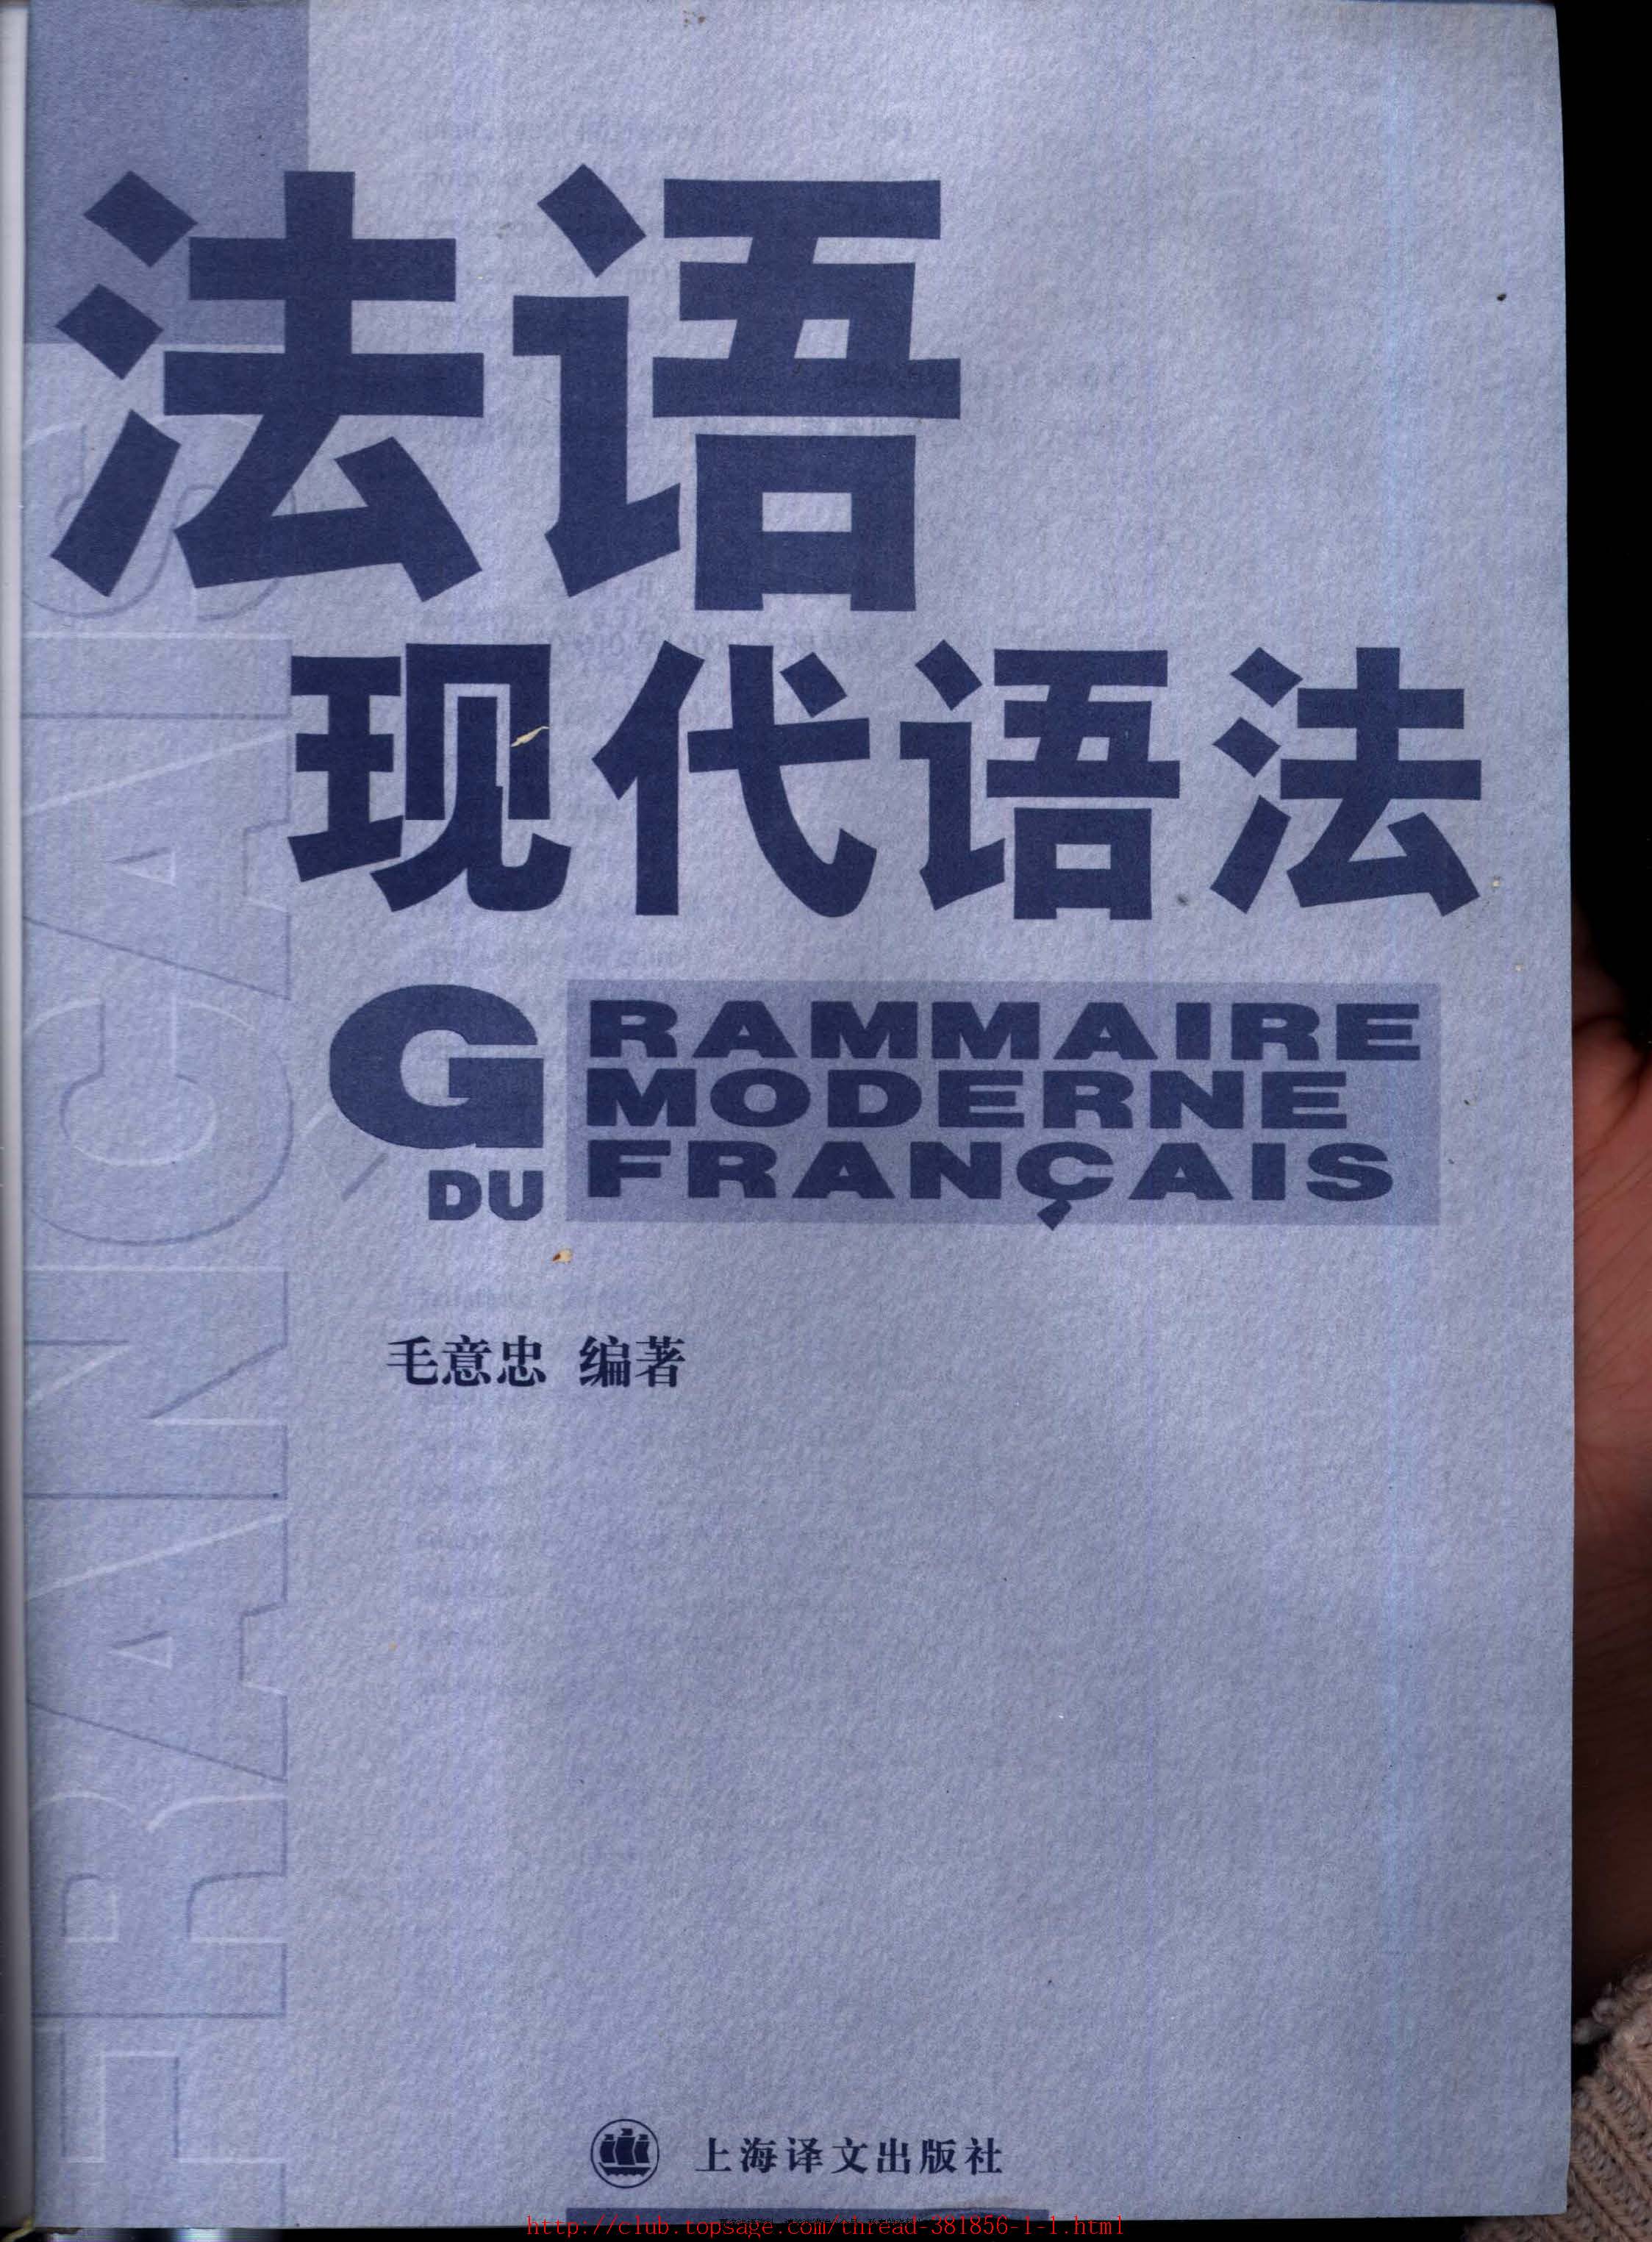 法语
现代语法
GRAMMAIRE
MODERNE
DU FRANÇAIS
毛意忠 编著
上海译文出版社
http://club.topsage.com/thread-381856-1-1.html
FRANÇAIS